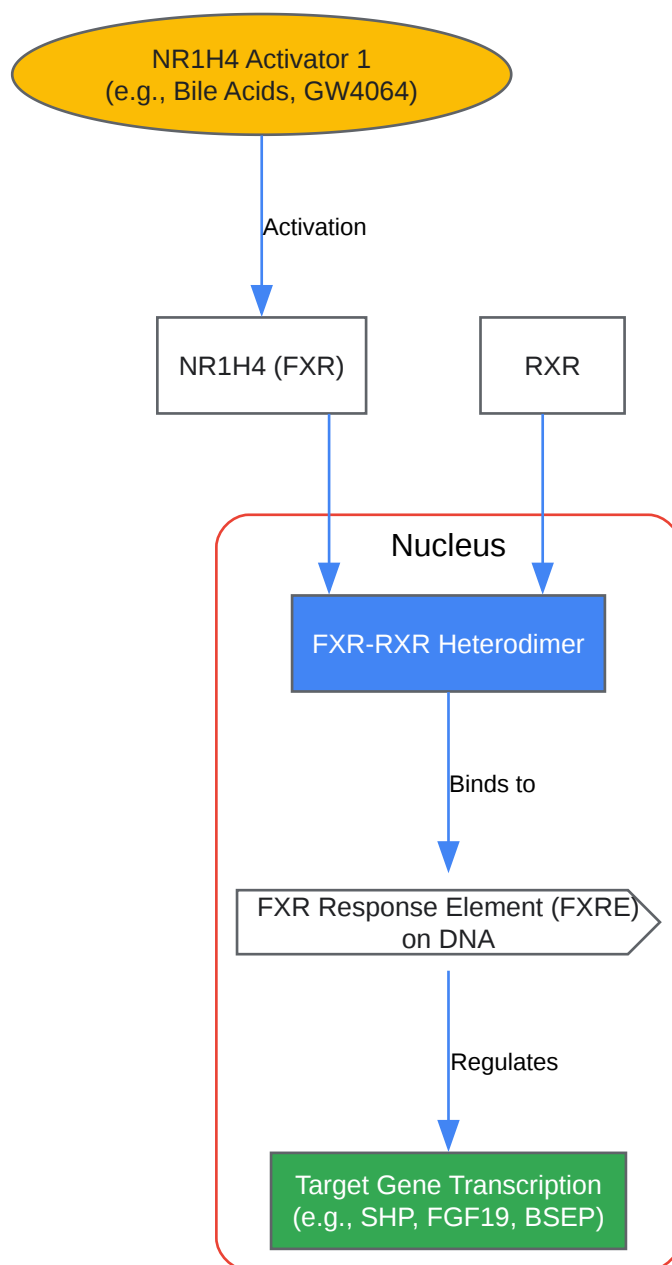 NR1H4 Activator 1
(e.g., Bile Acids, GW4064)
Activation
NR1H4 (FXR)
RXR
Nucleus
FXR-RXR Heterodimer
Binds to
FXR Response Element (FXRE)
on DNA
Regulates
Target Gene Transcription
(e.g., SHP, FGF19, BSEP)